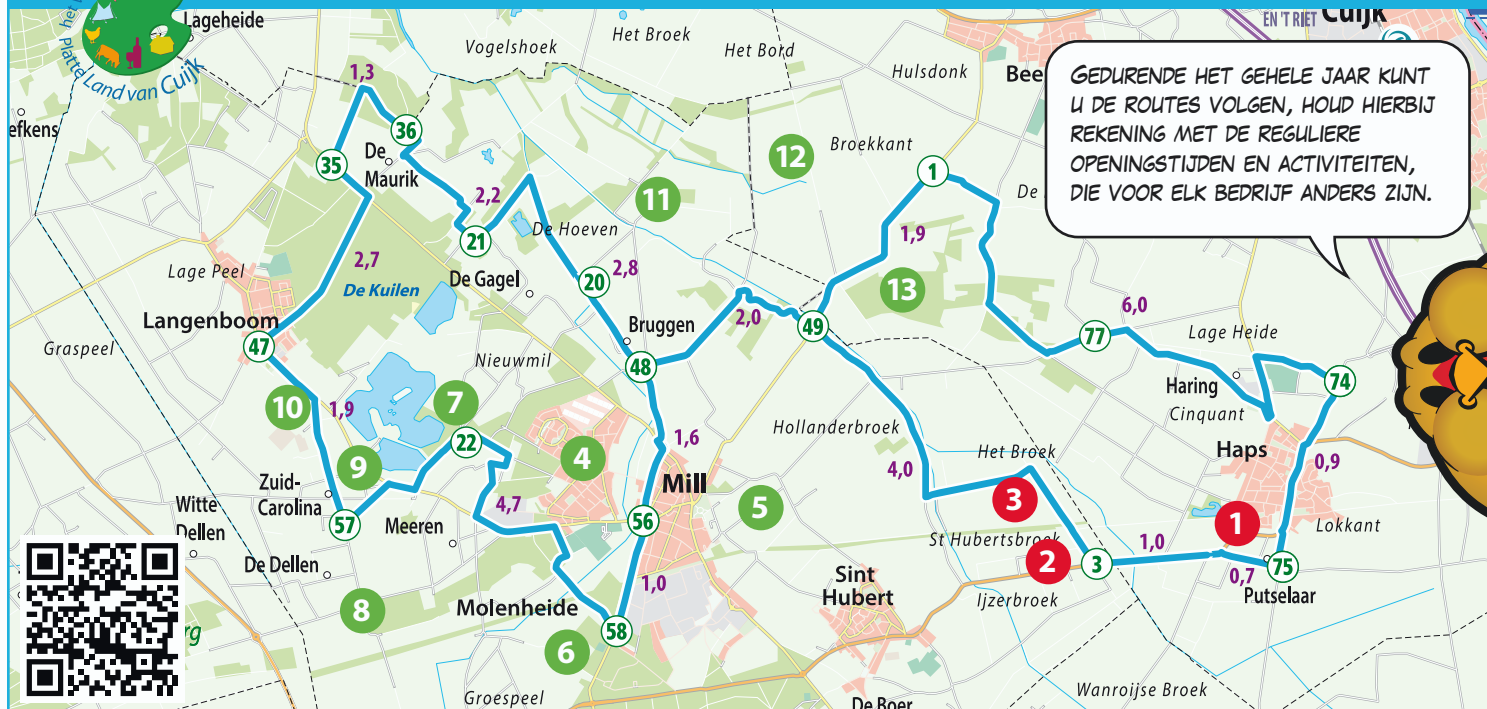 het
Platte Land van Cuijk
Lageheide
Vogelshoek
Het Broek
Het Bord
Hulsdonk
EN 'T RIET
Cuijk
Bee
GEDURENDE HET GEHELE JAAR KUNT
U DE ROUTES VOLGEN, HOUD HIERBIJ
REKENING MET DE REGULIERE
OPENINGSTIJDEN EN ACTIVITEITEN,
DIE VOOR ELK BEDRIJF ANDERS ZIJN.
1,3
efkens
36
De
Maurik
35
12
Broekkant
1
De
2,2
11
De Hoeven
21
1,9
Lage Peel
2,7
De Kuilen
De Gagel
20
2,8
13
6,0
Langenboom
Bruggen
2,0
49
77
Lage Heide
47
Graspeel
Nieuwmil
48
Haring
74
Cinquant
10
1,9
7
22
4
1,6
Hollanderbroek
Het Broek
Haps
0,9
9
Zuid-
Carolina
4,7
Mill
5
4,0
3
1
Lokkant
Witte
Dellen
57
Meeren
56
St Hubertsbroek
2
3
1,0
0,7
75
Putselaar
De Dellen
1,0
Sint
Hubert
Ijzerbroek
8
Molenheide
58
rg
6
Groespeel
De Boer
Wanroijse Broek